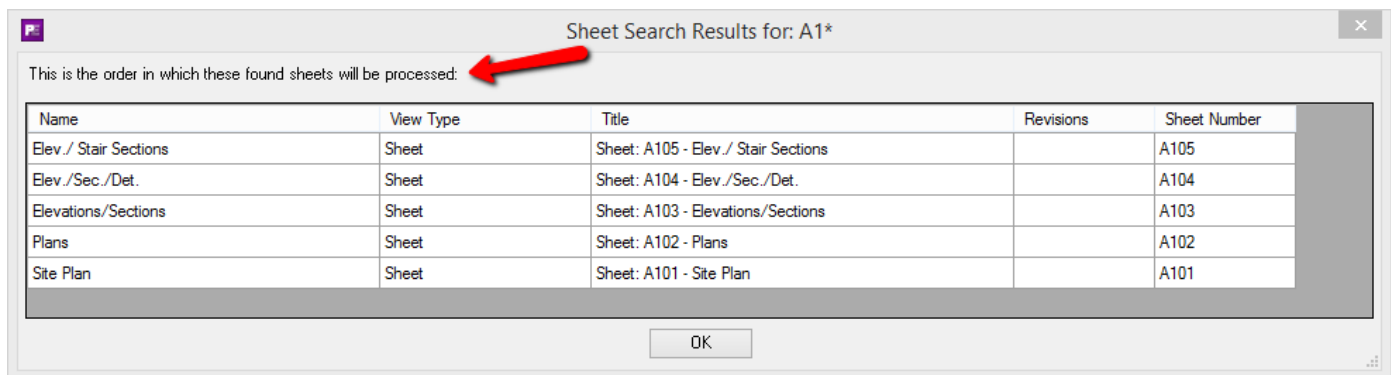 PE
Sheet Search Results for: A1*
This is the order in which these found sheets will be processed:
Name View Type Title Revisions Sheet Number
Elev./ Stair Sections Sheet Sheet: A105 - Elev./ Stair Sections A105
Elev./Sec./Det. Sheet Sheet: A104 - Elev./Sec./Det. A104
Elevations/Sections Sheet Sheet: A103 - Elevations/Sections A103
Plans Sheet Sheet: A102 - Plans A102
Site Plan Sheet Sheet: A101 - Site Plan A101
OK